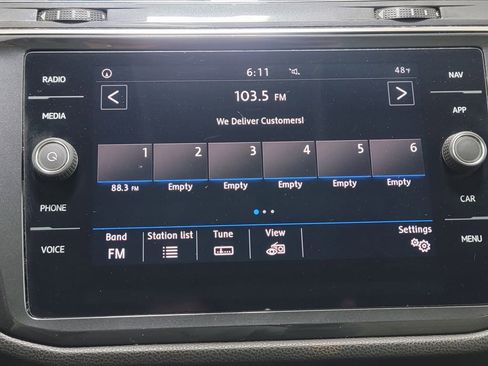 RADIO
MEDIA
PHONE
VOICE
6:11
48°F
103.5 FM
We Deliver Customers!
1 2 3 4 5 6
88.3 FM Empty Empty Empty Empty Empty
Band Station list Tune View Settings
FM
NAV
APP
CAR
MENU